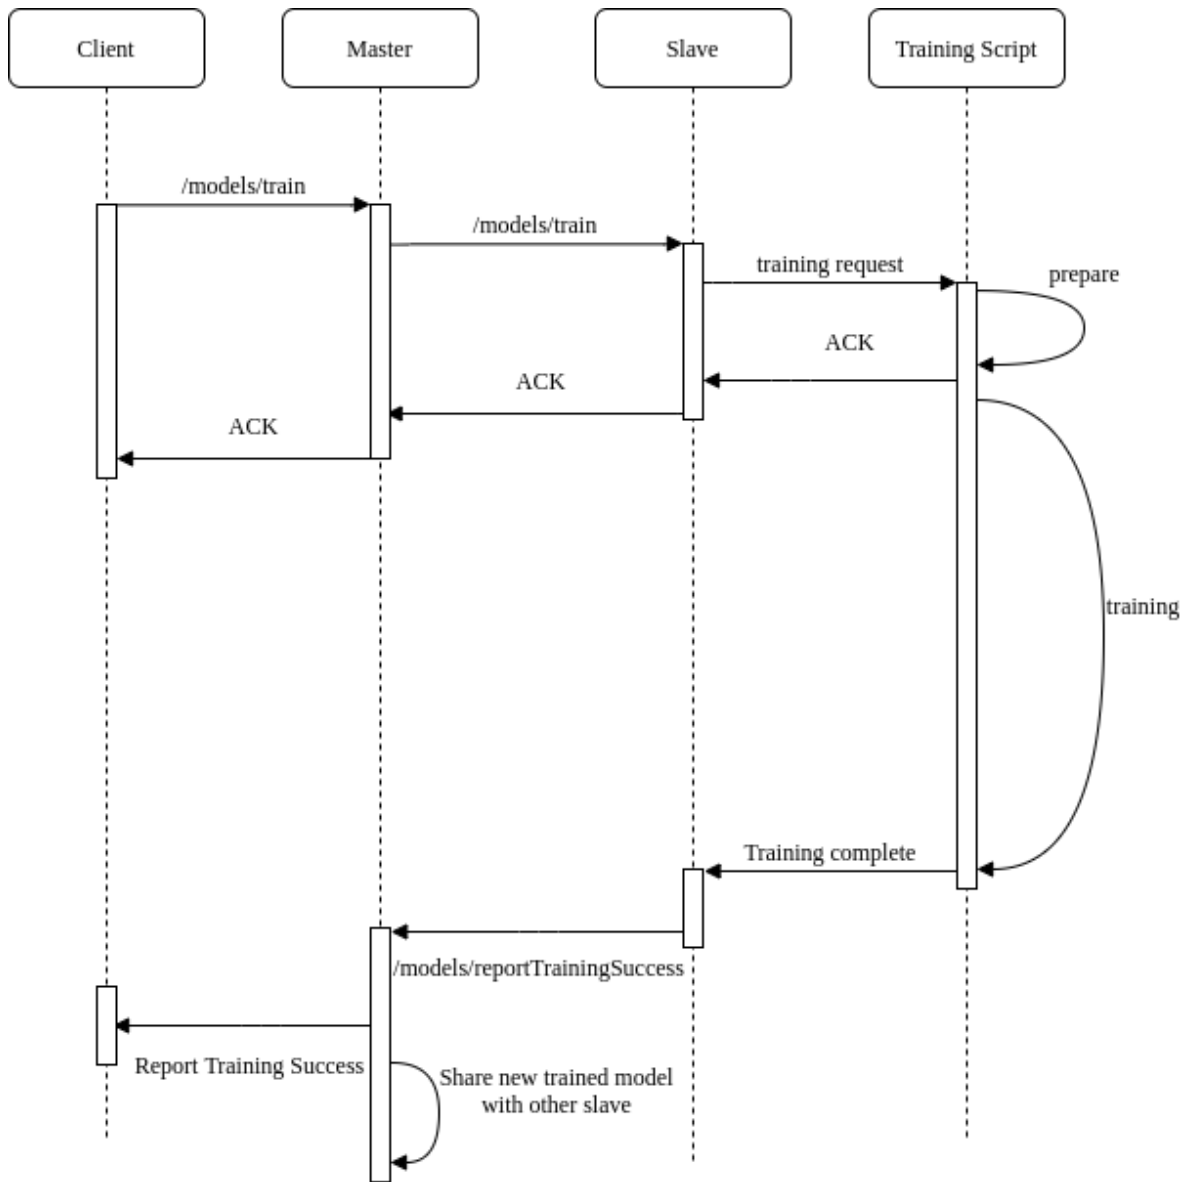 Client
Master
Slave
Training Script
/models/train
/models/train
training request
prepare
ACK
ACK
ACK
training
Training complete
/models/reportTrainingSuccess
Report Training Success
Share new trained model
with other slave